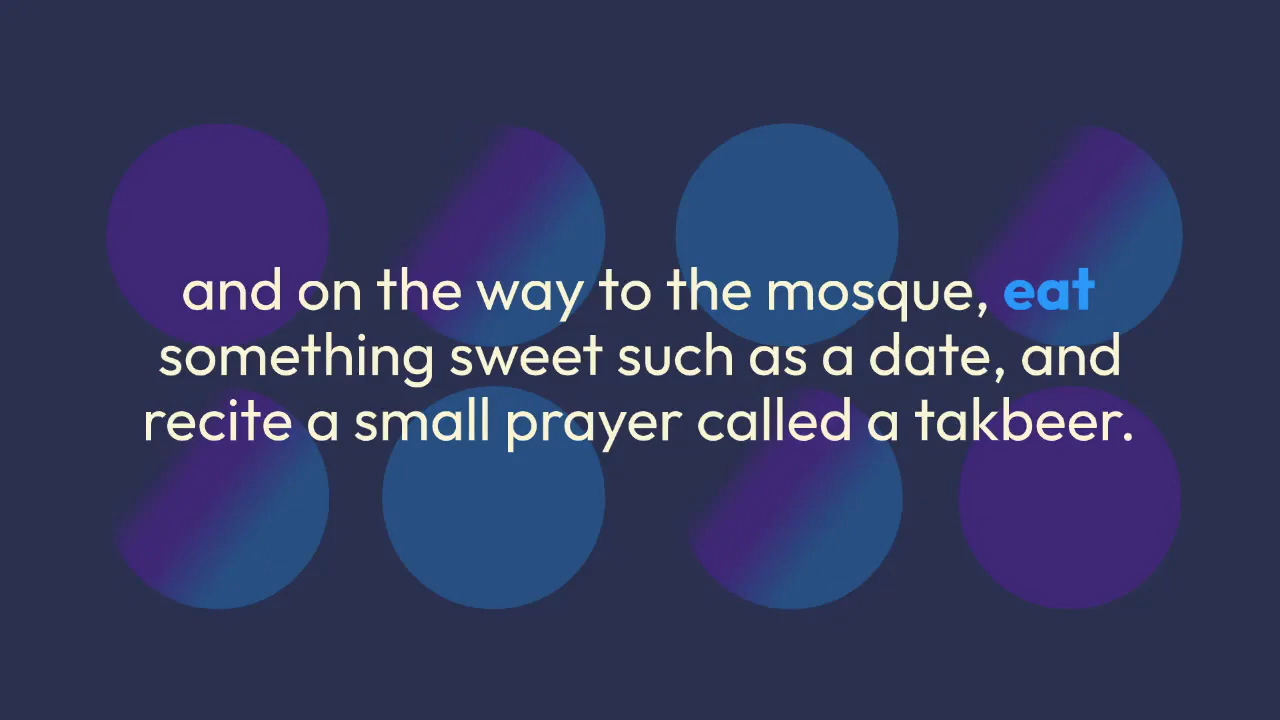 and on the way to the mosque, eat
something sweet such as a date, and
recite a small prayer called a takbeer.